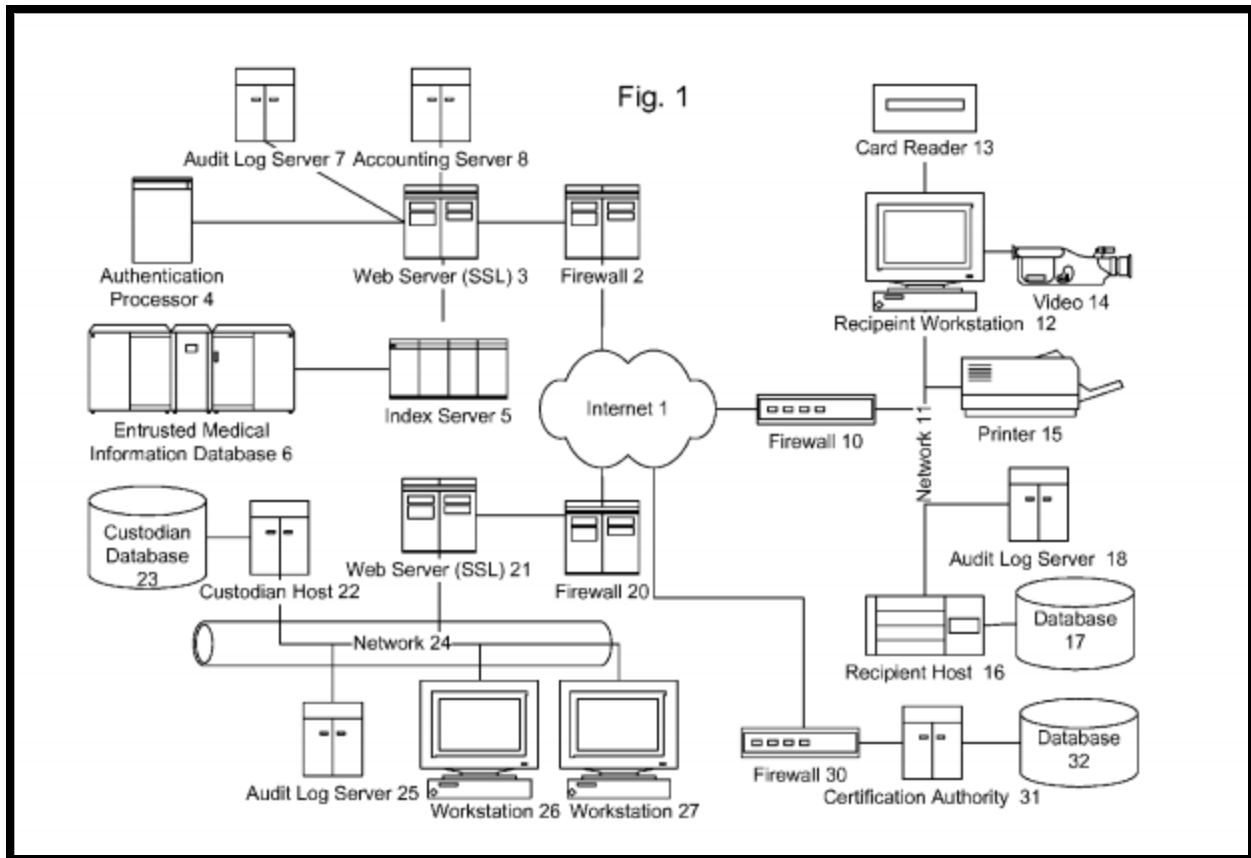 Fig. 1
Card Reader 13
Audit Log Server 7
Accounting Server 8
Authentication
Processor 4
Web Server (SSL) 3
Firewall 2
Video 14
Recipeint Workstation 12
Entrusted Medical
Information Database 6
Index Server 5
Internet 1
Firewall 10
Network 11
Printer 15
Custodian
Database
23
Custodian Host 22
Web Server (SSL) 21
Firewall 20
Audit Log Server 18
Network 24
Recipient Host 16
Database
17
Audit Log Server 25
Workstation 26
Workstation 27
Firewall 30
Certification Authority 31
Database
32